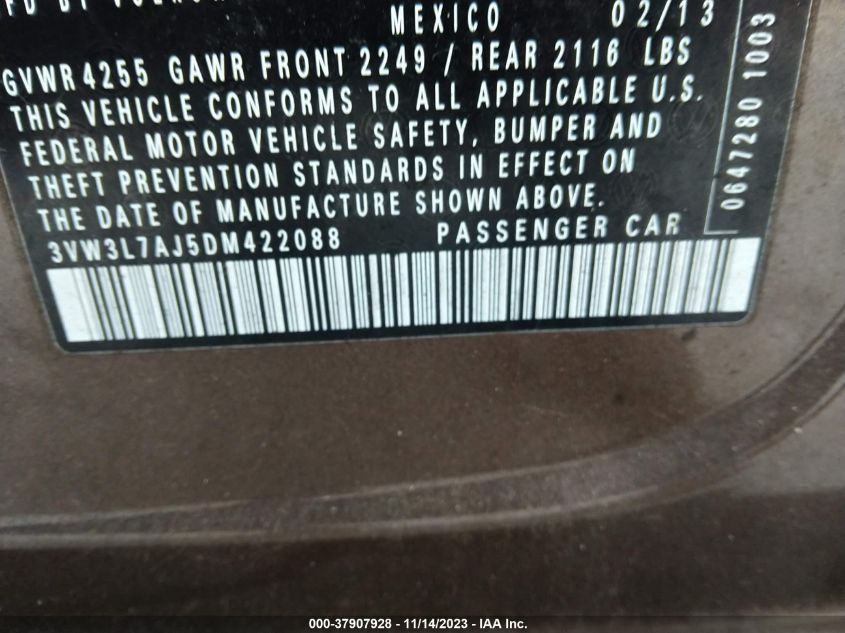 MEXICO 02/13
GVWR 4255 GAWR FRONT 2249 / REAR 2116 LBS
THIS VEHICLE CONFORMS TO ALL APPLICABLE U.S.
FEDERAL MOTOR VEHICLE SAFETY, BUMPER AND
THEFT PREVENTION STANDARDS IN EFFECT ON
THE DATE OF MANUFACTURE SHOWN ABOVE.
3VW3L7AJ5DM422088 PASSENGER CAR
0647280 1003
000-37907928 - 11/14/2023 - IAA Inc.